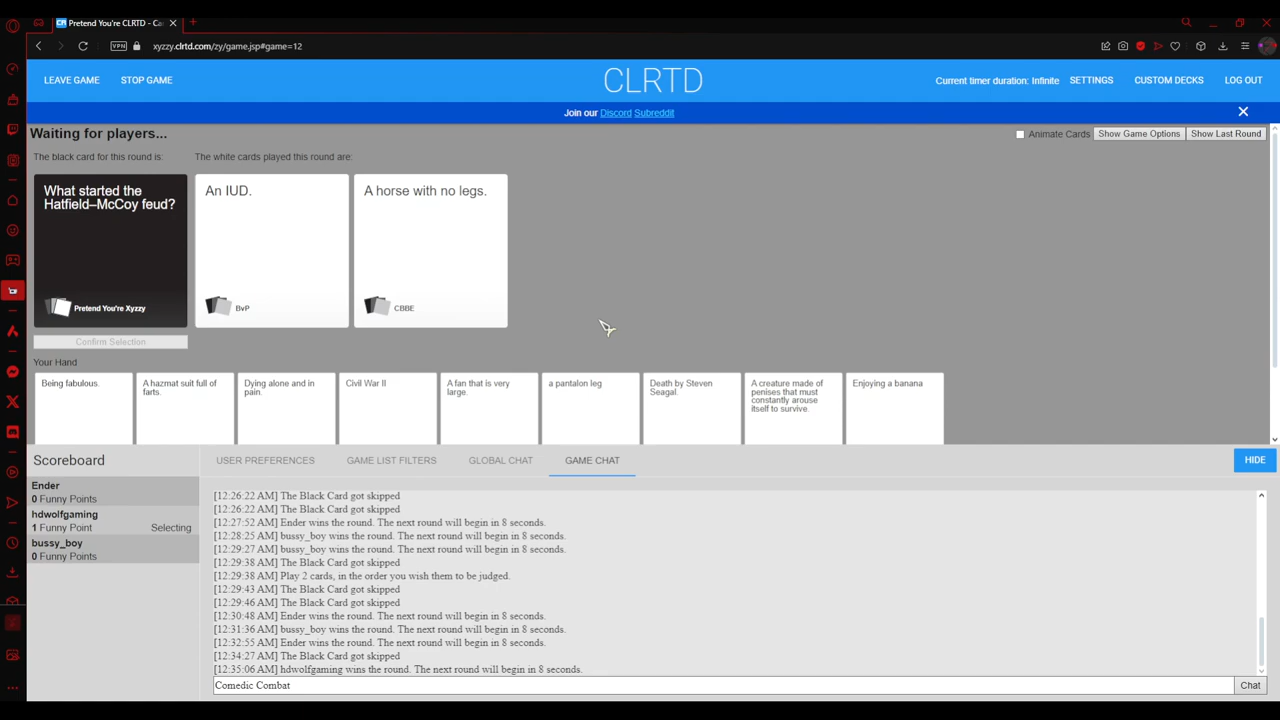 Pretend You're CLRTD - Ca
VPN
xyzzy.clrtd.com/zy/game.jsp#game=12
LEAVE GAME
STOP GAME
CLRTD
Current timer duration: Infinite
SETTINGS
CUSTOM DECKS
LOG OUT
Join our Discord Subreddit
Waiting for players...
Animate Cards
Show Game Options
Show Last Round
The black card for this round is:
The white cards played this round are:
What started the
Hatfield–McCoy feud?
Pretend You're Xyzzy
An IUD.
BvP
A horse with no legs.
CBBE
Confirm Selection
Your Hand
Being fabulous.
A hazmat suit full of
farts.
Dying alone and in
pain.
Civil War II
A fan that is very
large.
a pantalon leg
Death by Steven
Seagal.
A creature made of
penises that must
constantly arouse
itself to survive.
Enjoying a banana
Scoreboard
USER PREFERENCES
GAME LIST FILTERS
GLOBAL CHAT
GAME CHAT
HIDE
Ender
0 Funny Points
hdwolfgaming
1 Funny Point
Selecting
bussy_boy
0 Funny Points
[12:26:22 AM] The Black Card got skipped
[12:26:22 AM] The Black Card got skipped
[12:27:52 AM] Ender wins the round. The next round will begin in 8 seconds.
[12:28:25 AM] bussy_boy wins the round. The next round will begin in 8 seconds.
[12:29:27 AM] bussy_boy wins the round. The next round will begin in 8 seconds.
[12:29:38 AM] The Black Card got skipped
[12:29:38 AM] Play 2 cards, in the order you wish them to be judged.
[12:29:43 AM] The Black Card got skipped
[12:29:46 AM] The Black Card got skipped
[12:30:48 AM] Ender wins the round. The next round will begin in 8 seconds.
[12:31:36 AM] bussy_boy wins the round. The next round will begin in 8 seconds.
[12:32:55 AM] Ender wins the round. The next round will begin in 8 seconds.
[12:34:27 AM] The Black Card got skipped
[12:35:06 AM] hdwolfgaming wins the round. The next round will begin in 8 seconds.
Comedic Combat
Chat